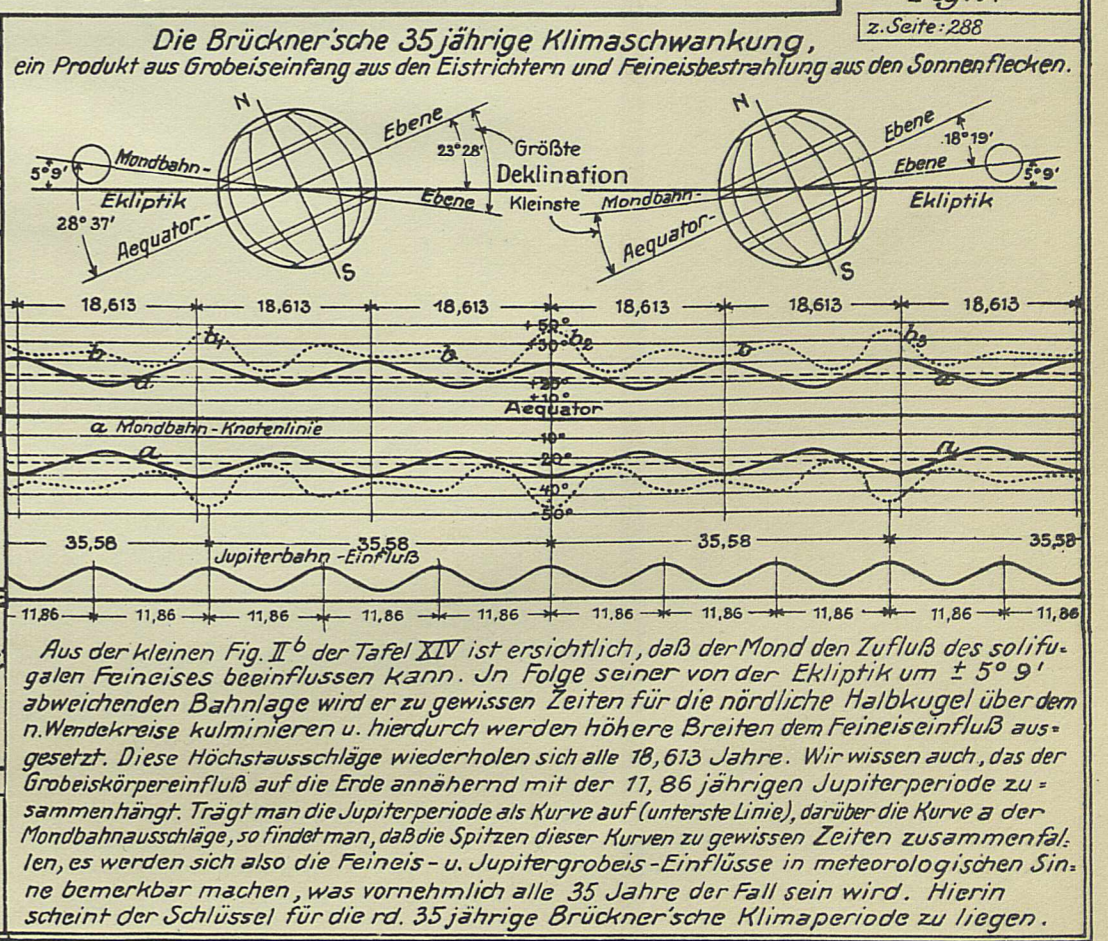 z. Seite: 288
Die Brückner'sche 35 jährige Klimaschwankung,
ein Produkt aus Grobeiseinfang aus den Eistrichtern und Feineisbestrahlung aus den Sonnenflecken.
N
Mondbahn-
5°9'
Ekliptik
28°37'
Aequator-
S
Ebene
23°28'
Größte
Deklination
Ebene
Kleinste
N
Mondbahn-
Aequator-
S
Ebene
18°19'
Ebene
5°9'
Ekliptik
18,613 18,613 18,613 18,613 18,613 18,613
+50°
b b1 b b2 b b3
+30°
a a
+20°
+10°
Aequator
a Mondbahn-Knotenlinie
-10°
a a
-20°
-40°
-50°
35,58 35,58 35,58 35,58
Jupiterbahn-Einfluß
11,86 11,86 11,86 11,86 11,86 11,86 11,86 11,86 11,86 11,86
Aus der kleinen Fig. II b der Tafel XIV ist ersichtlich, daß der Mond den Zufluß des solifu=
galen Feineises beeinflussen kann. Jn Folge seiner von der Ekliptik um ± 5° 9'
abweichenden Bahnlage wird er zu gewissen Zeiten für die nördliche Halbkugel über dem
n. Wendekreise kulminieren u. hierdurch werden höhere Breiten dem Feineiseinfluß aus=
gesetzt. Diese Höchstausschläge wiederholen sich alle 18,613 Jahre. Wir wissen auch, das der
Grobeiskörpereinfluß auf die Erde annähernd mit der 11,86 jährigen Jupiterperiode zu=
sammenhängt. Trägt man die Jupiterperiode als Kurve auf (unterste Linie), darüber die Kurve a der
Mondbahnausschläge, so findet man, daß die Spitzen dieser Kurven zu gewissen Zeiten zusammenfal=
len, es werden sich also die Feineis- u. Jupitergrobeis-Einflüsse in meteorologischen Sin=
ne bemerkbar machen, was vornehmlich alle 35 Jahre der Fall sein wird. Hierin
scheint der Schlüssel für die rd. 35 jährige Brückner'sche Klimaperiode zu liegen.